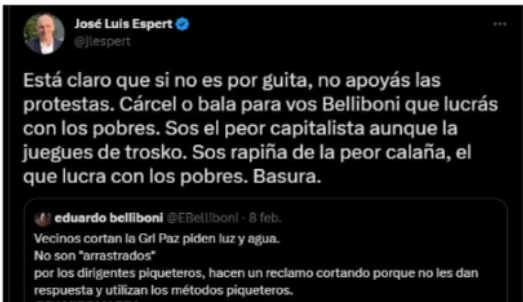 José Luis Espert
@jlespert
Está claro que si no es por guita, no apoyás las
protestas. Cárcel o bala para vos Belliboni que lucrás
con los pobres. Sos el peor capitalista aunque la
juegues de trosko. Sos rapiña de la peor calaña, el
que lucra con los pobres. Basura.
eduardo belliboni @EBelliboni · 8 feb.
Vecinos cortan la Grl Paz piden luz y agua.
No son "arrastrados"
por los dirigentes piqueteros, hacen un reclamo cortando porque no les dan
respuesta y utilizan los métodos piqueteros.